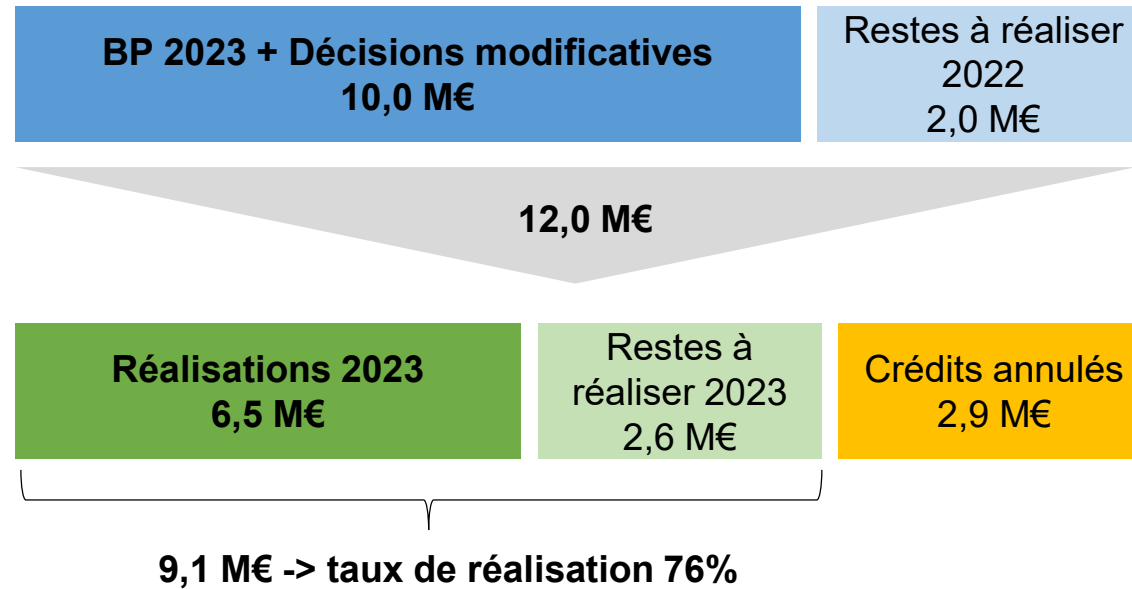 BP 2023 + Décisions modificatives
10,0 M€
Restes à réaliser
2022
2,0 M€
12,0 M€
Réalisations 2023
6,5 M€
Restes à
réaliser 2023
2,6 M€
Crédits annulés
2,9 M€
9,1 M€ -> taux de réalisation 76%